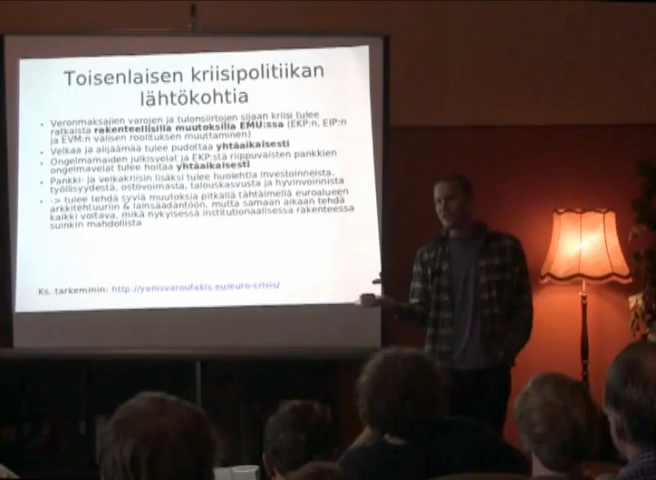 Toisenlaisen kriisipolitiikan
lähtökohtia
• Veronmaksajien varojen ja tulonsiirtojen sijaan kriisi tulee
ratkaista rakenteellisilla muutoksilla EMU:ssa (EKP:n, EIP:n
ja EVM:n välisen roolituksen muuttaminen)
• Velkaa ja alijäämää tulee pudottaa yhtäaikaisesti
• Ongelmamaiden julkisvelat ja EKP:stä riippuvaisten pankkien
ongelmavelat tulee hoitaa yhtäaikaisesti
• Pankki- ja velkakriisin lisäksi tulee huolehtia investoinneista,
työllisyydestä, ostovoimasta, talouskasvusta ja hyvinvoinnista
• -> tulee tehdä syviä muutoksia pitkällä tähtäimellä euroalueen
arkkitehtuuriin & lainsäädäntöön, mutta samaan aikaan tehdä
kaikki voitava, mikä nykyisessä institutionaalisessa rakenteessa
suinkin mahdollista
Ks. tarkemmin: http://yanisvaroufakis.eu/euro-crisis/